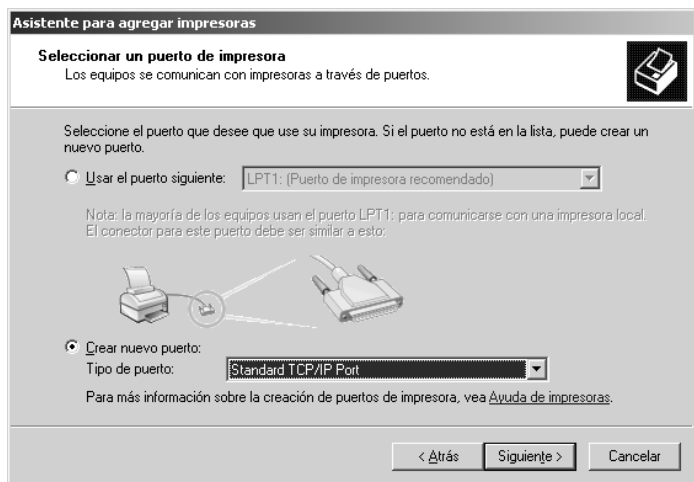 Asistente para agregar impresoras
Seleccionar un puerto de impresora
Los equipos se comunican con impresoras a través de puertos.
Seleccione el puerto que desee que use su impresora. Si el puerto no está en la lista, puede crear un
nuevo puerto.
Usar el puerto siguiente: LPT1: (Puerto de impresora recomendado)
Nota: la mayoría de los equipos usan el puerto LPT1: para comunicarse con una impresora local.
El conector para este puerto debe ser similar a esto:
Crear nuevo puerto:
Tipo de puerto: Standard TCP/IP Port
Para más información sobre la creación de puertos de impresora, vea Ayuda de impresoras.
< Atrás Siguiente > Cancelar